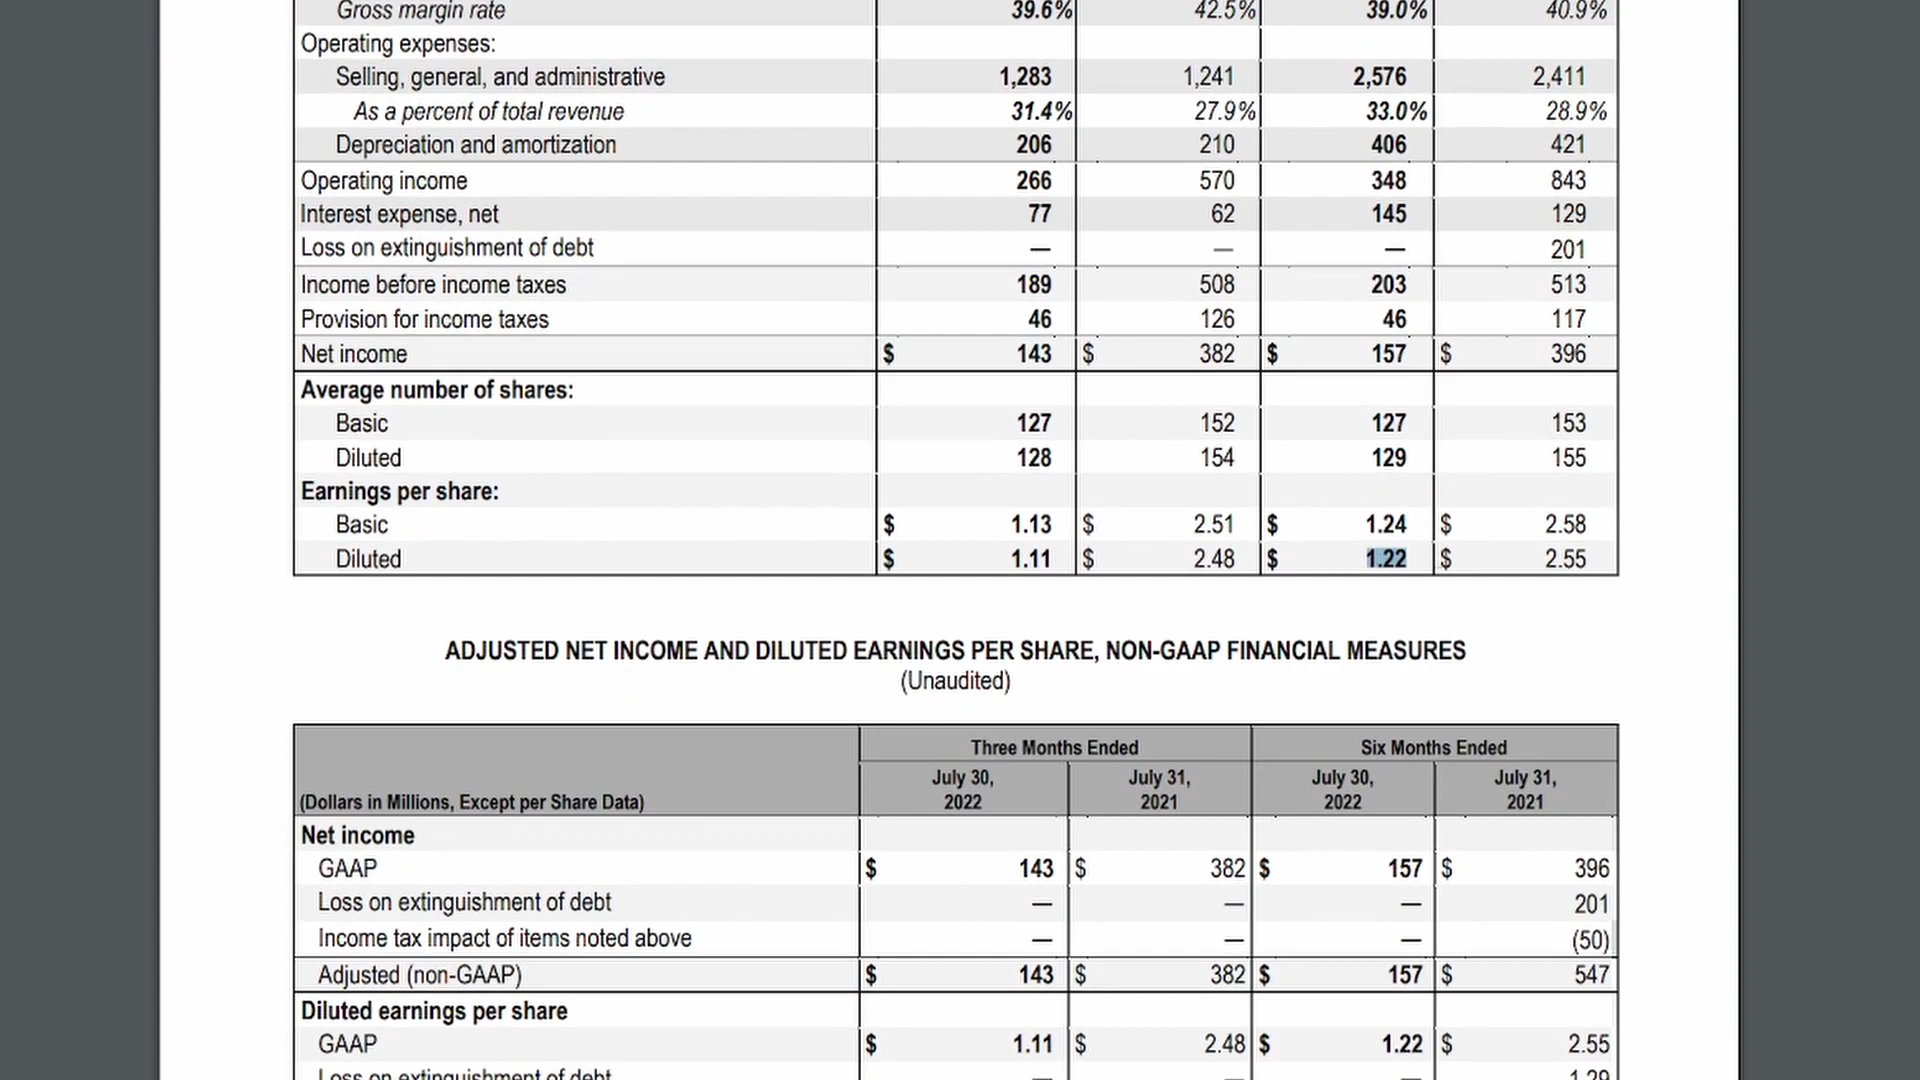 Gross margin rate 39.6% 42.5% 39.0% 40.9%
Operating expenses:
Selling, general, and administrative 1,283 1,241 2,576 2,411
As a percent of total revenue 31.4% 27.9% 33.0% 28.9%
Depreciation and amortization 206 210 406 421
Operating income 266 570 348 843
Interest expense, net 77 62 145 129
Loss on extinguishment of debt — — — 201
Income before income taxes 189 508 203 513
Provision for income taxes 46 126 46 117
Net income $ 143 $ 382 $ 157 $ 396
Average number of shares:
Basic 127 152 127 153
Diluted 128 154 129 155
Earnings per share:
Basic $ 1.13 $ 2.51 $ 1.24 $ 2.58
Diluted $ 1.11 $ 2.48 $ 1.22 $ 2.55
ADJUSTED NET INCOME AND DILUTED EARNINGS PER SHARE, NON-GAAP FINANCIAL MEASURES
(Unaudited)
Three Months Ended Six Months Ended
July 30, July 31, July 30, July 31,
(Dollars in Millions, Except per Share Data) 2022 2021 2022 2021
Net income
GAAP $ 143 $ 382 $ 157 $ 396
Loss on extinguishment of debt — — — 201
Income tax impact of items noted above — — — (50)
Adjusted (non-GAAP) $ 143 $ 382 $ 157 $ 547
Diluted earnings per share
GAAP $ 1.11 $ 2.48 $ 1.22 $ 2.55
Loss on extinguishment of debt — — — 1.29